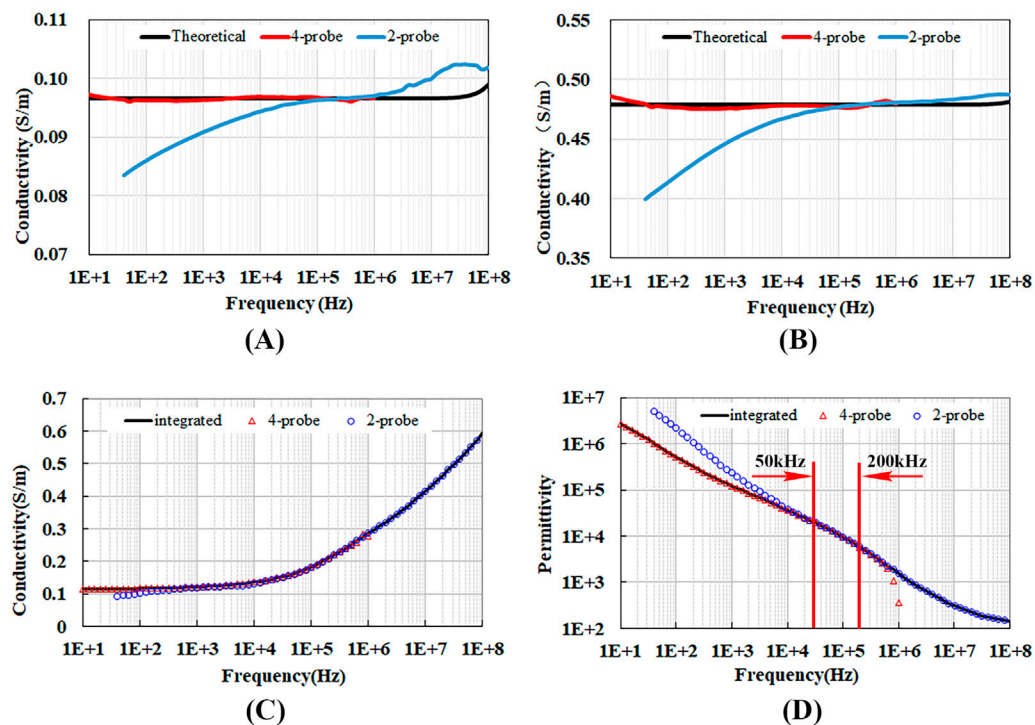 Theoretical 4-probe 2-probe
Conductivity (S/m)
0.11
0.10
0.09
0.08
0.07
1E+1 1E+2 1E+3 1E+4 1E+5 1E+6 1E+7 1E+8
Frequency (Hz)
(A)
Theoretical 4-probe 2-probe
Conductivity（S/m）
0.55
0.50
0.45
0.40
0.35
1E+1 1E+2 1E+3 1E+4 1E+5 1E+6 1E+7 1E+8
Frequency (Hz)
(B)
integrated 4-probe 2-probe
Conductivity(S/m)
0.7
0.6
0.5
0.4
0.3
0.2
0.1
0
1E+1 1E+2 1E+3 1E+4 1E+5 1E+6 1E+7 1E+8
Frequency(Hz)
(C)
integrated 4-probe 2-probe
Permittivity
1E+7
1E+6
1E+5
1E+4
1E+3
1E+2
50kHz 200kHz
1E+1 1E+2 1E+3 1E+4 1E+5 1E+6 1E+7 1E+8
Frequency(Hz)
(D)